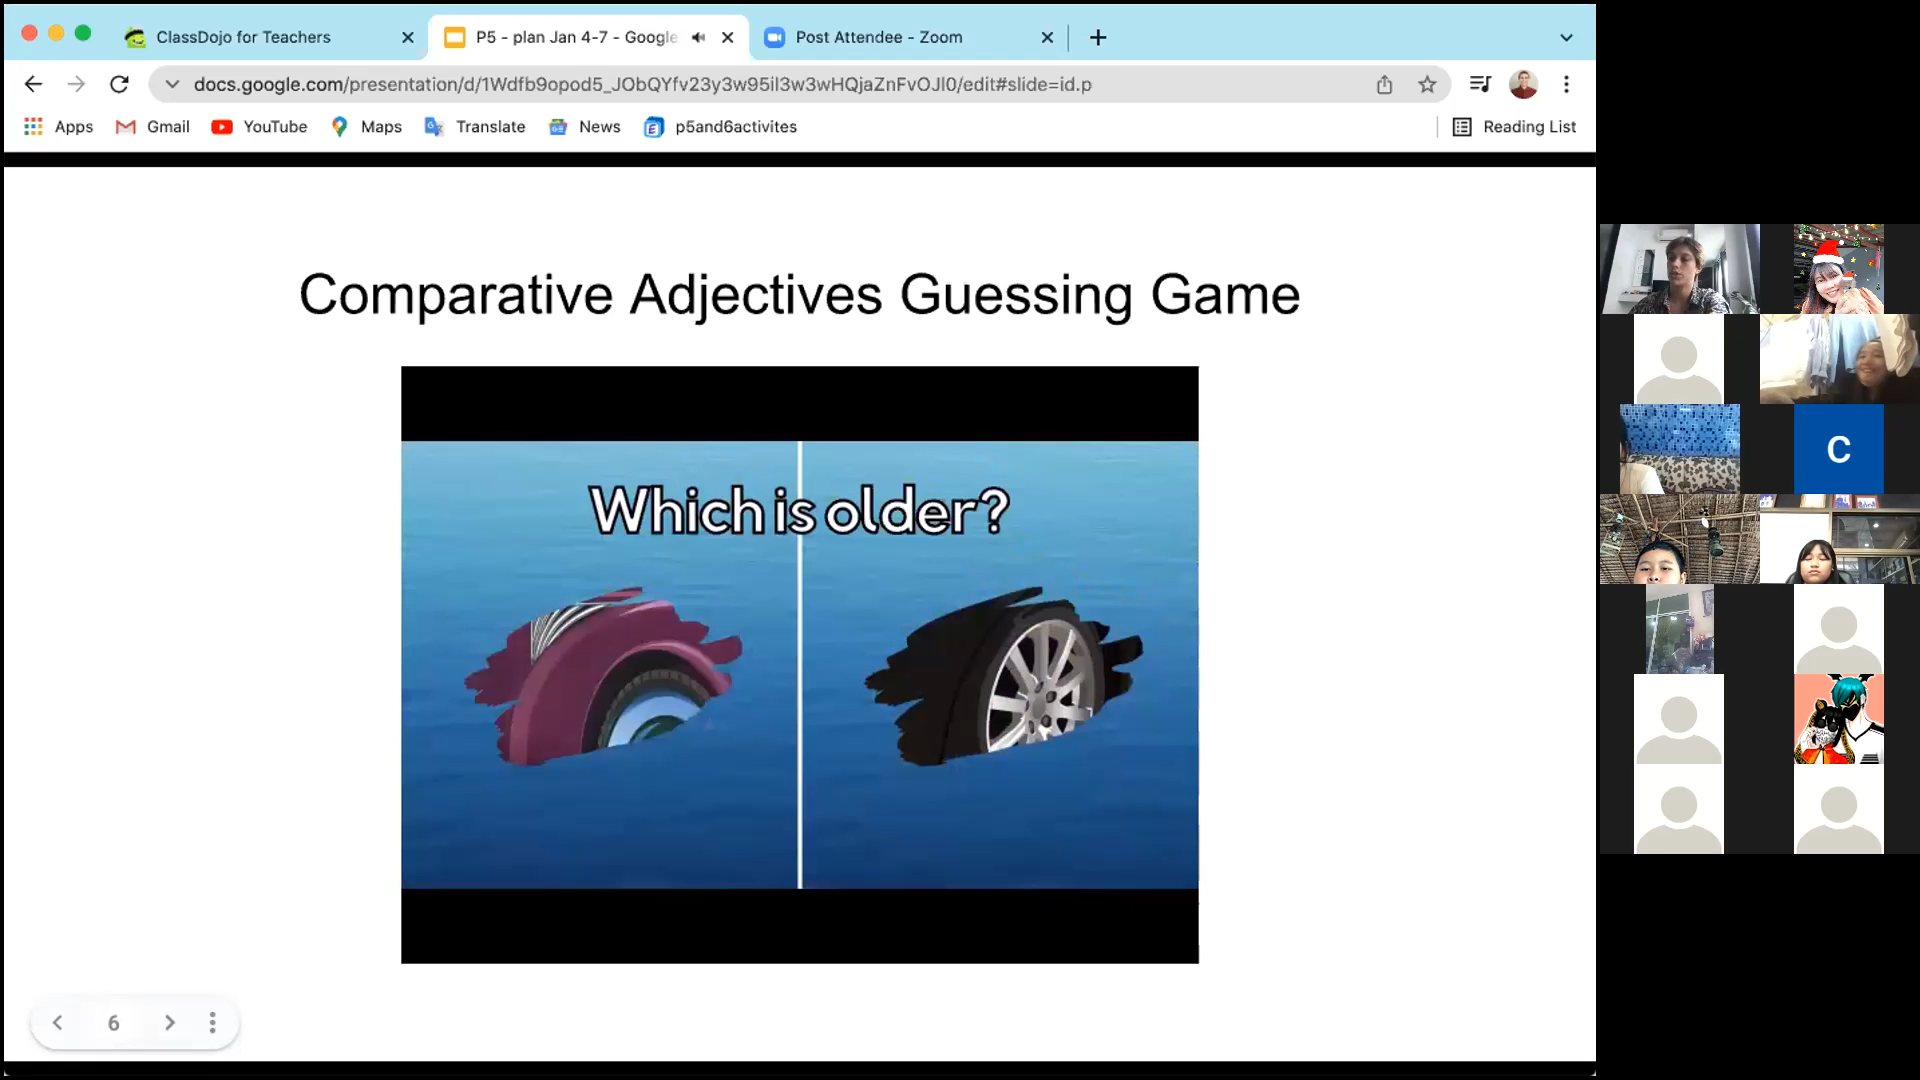 ClassDojo for Teachers
P5 - plan Jan 4-7 - Google
Post Attendee - Zoom
docs.google.com/presentation/d/1Wdfb9opod5_JObQYfv23y3w95il3w3wHQjaZnFvOJl0/edit#slide=id.p
Apps Gmail YouTube Maps Translate News p5and6activites Reading List
Comparative Adjectives Guessing Game
Which is older?
C
6